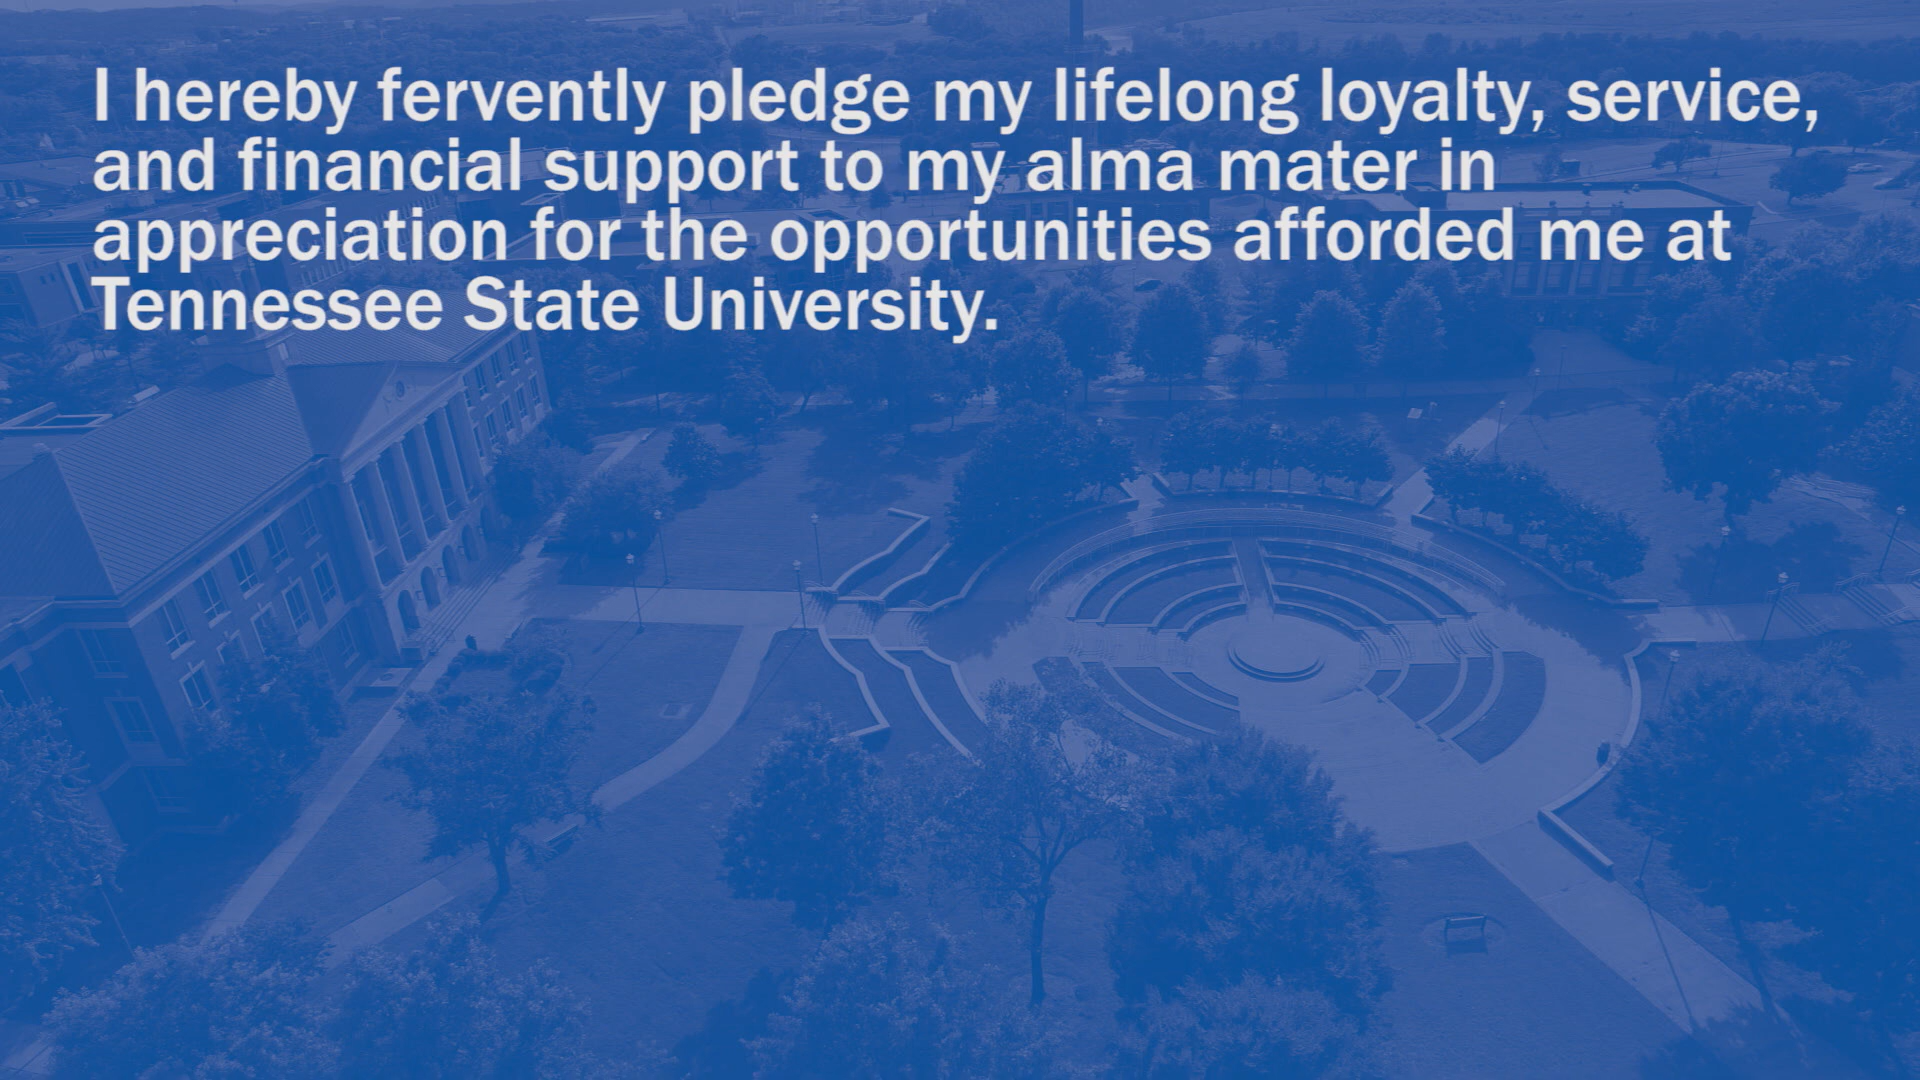 I hereby fervently pledge my lifelong loyalty, service,
and financial support to my alma mater in
appreciation for the opportunities afforded me at
Tennessee State University.